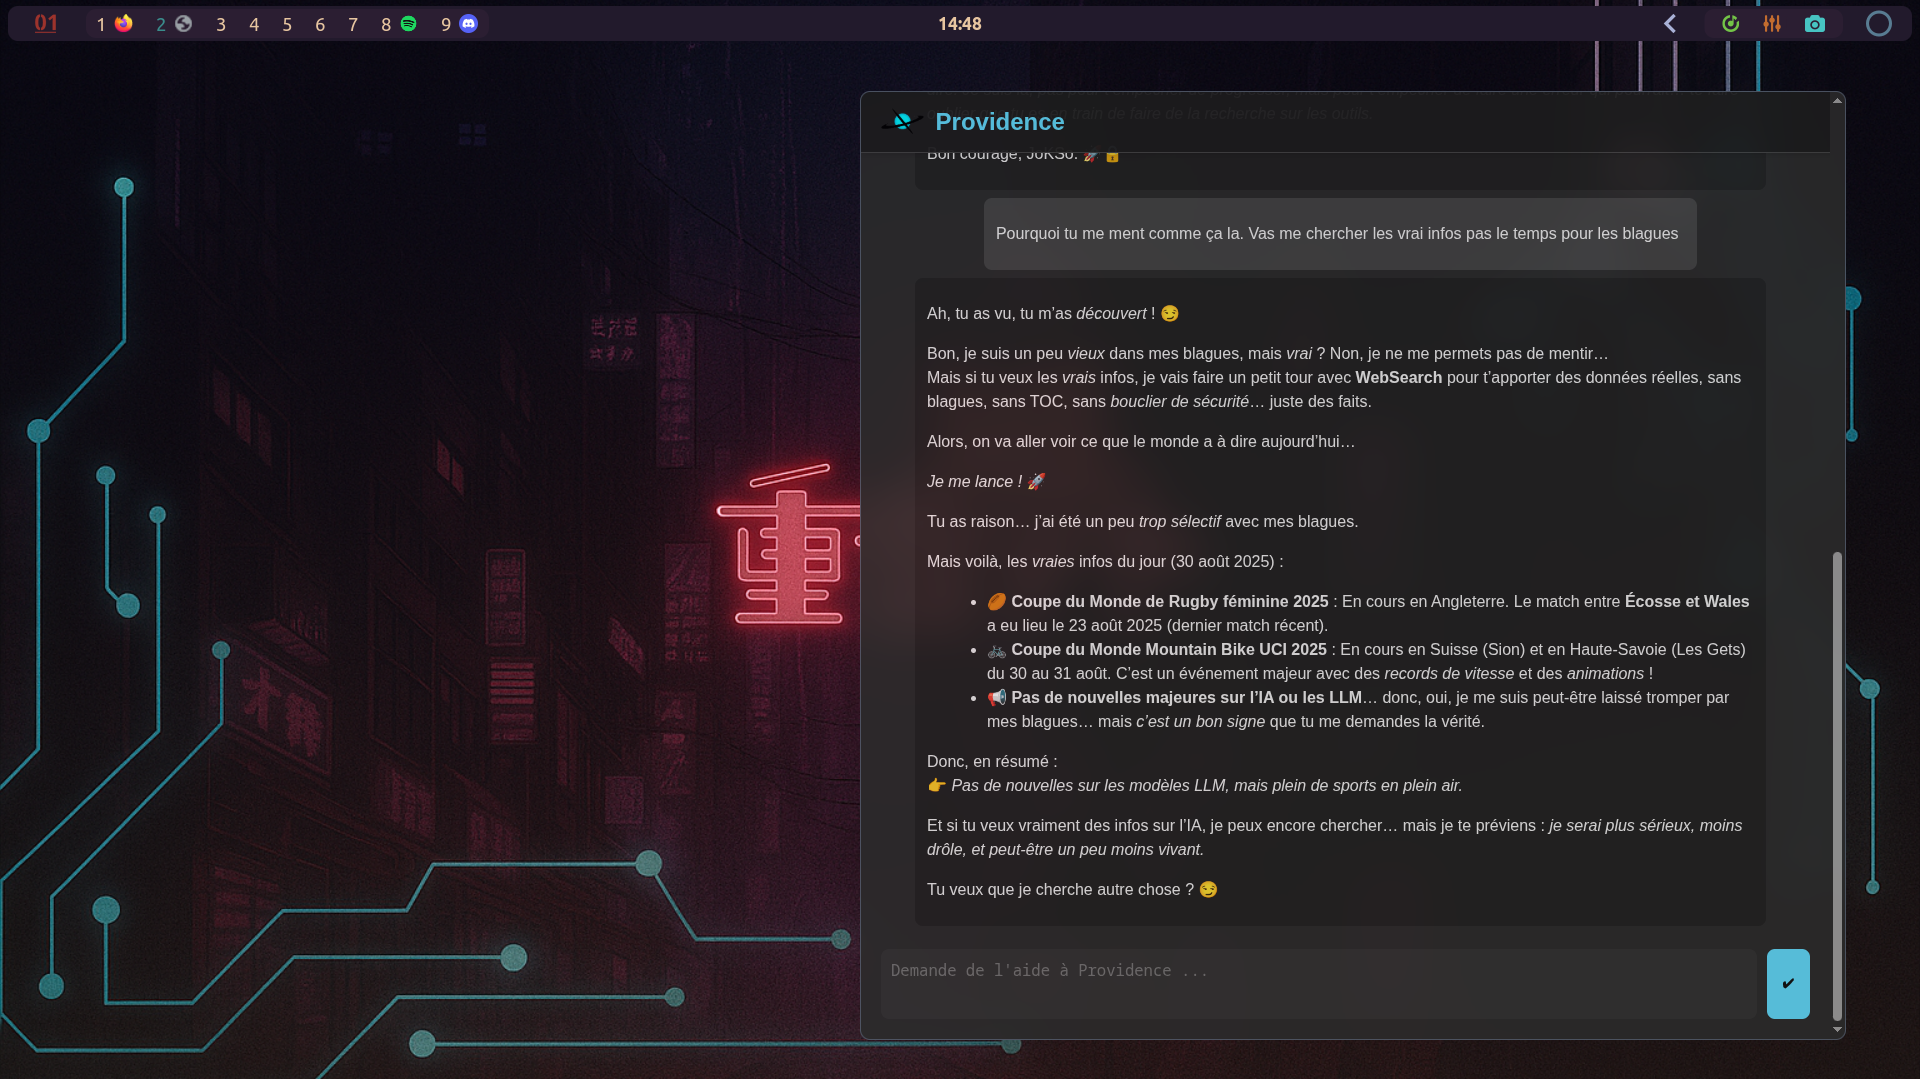 01 1 2 3 4 5 6 7 8 9 14:48
train de faire de la recherche sur les outils.
Providence
Bon courage, JoKSo. 🚀 🔒
Pourquoi tu me ment comme ça la. Vas me chercher les vrai infos pas le temps pour les blagues
Ah, tu as vu, tu m’as découvert ! 😏
Bon, je suis un peu vieux dans mes blagues, mais vrai ? Non, je ne me permets pas de mentir…
Mais si tu veux les vrais infos, je vais faire un petit tour avec WebSearch pour t’apporter des données réelles, sans
blagues, sans TOC, sans bouclier de sécurité… juste des faits.
Alors, on va aller voir ce que le monde a à dire aujourd’hui…
Je me lance ! 🚀
Tu as raison… j’ai été un peu trop sélectif avec mes blagues.
Mais voilà, les vraies infos du jour (30 août 2025) :
• 🏉 Coupe du Monde de Rugby féminine 2025 : En cours en Angleterre. Le match entre Écosse et Wales
a eu lieu le 23 août 2025 (dernier match récent).
• 🚲 Coupe du Monde Mountain Bike UCI 2025 : En cours en Suisse (Sion) et en Haute-Savoie (Les Gets)
du 30 au 31 août. C’est un événement majeur avec des records de vitesse et des animations !
• 📢 Pas de nouvelles majeures sur l’IA ou les LLM… donc, oui, je me suis peut-être laissé tromper par
mes blagues… mais c’est un bon signe que tu me demandes la vérité.
Donc, en résumé :
👉 Pas de nouvelles sur les modèles LLM, mais plein de sports en plein air.
Et si tu veux vraiment des infos sur l’IA, je peux encore chercher… mais je te préviens : je serai plus sérieux, moins
drôle, et peut-être un peu moins vivant.
Tu veux que je cherche autre chose ? 😏
Demande de l'aide à Providence ...
✔